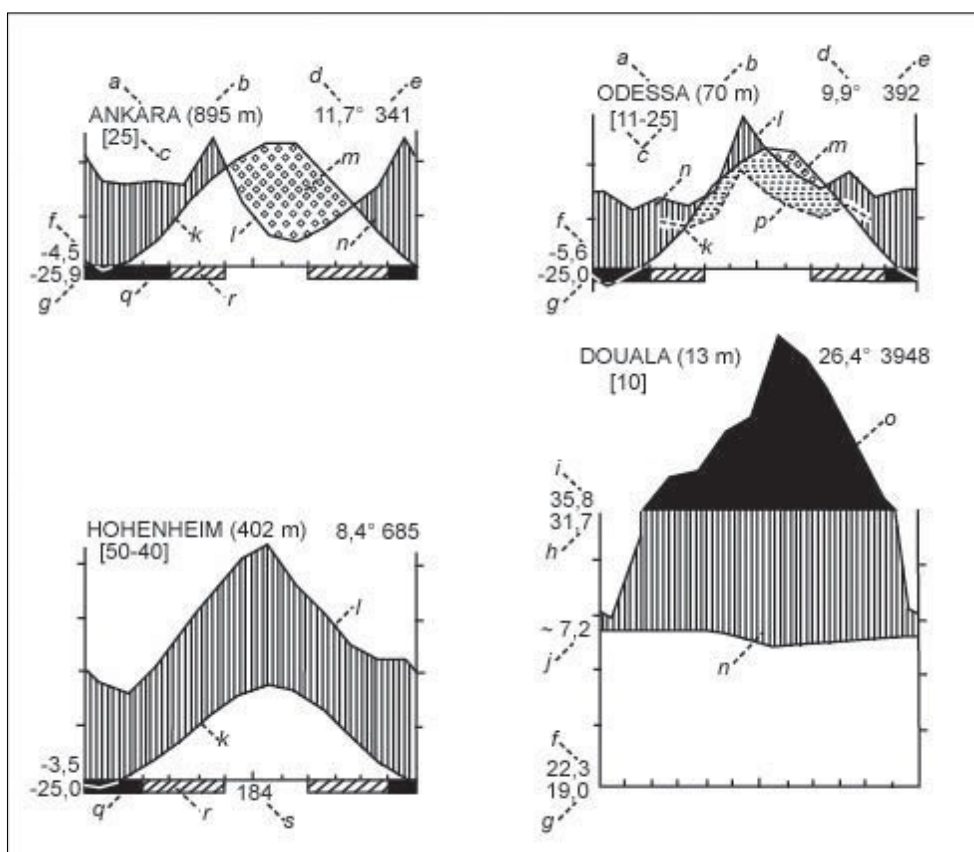 a b d e
ANKARA (895 m) 11,7° 341
[25] c
m
f
-4,5
-25,9
g
k l n
q r
a b d e
ODESSA (70 m) 9,9° 392
[11-25] l
c m
n
p
f
-5,6
-25,0
g
k
q r
HOHENHEIM (402 m) 8,4° 685
[50-40]
l
k
-3,5
-25,0
184
q r s
DOUALA (13 m) 26,4° 3948
[10]
o
i
35,8
31,7
h
~ 7,2
j n
f
22,3
19,0
g